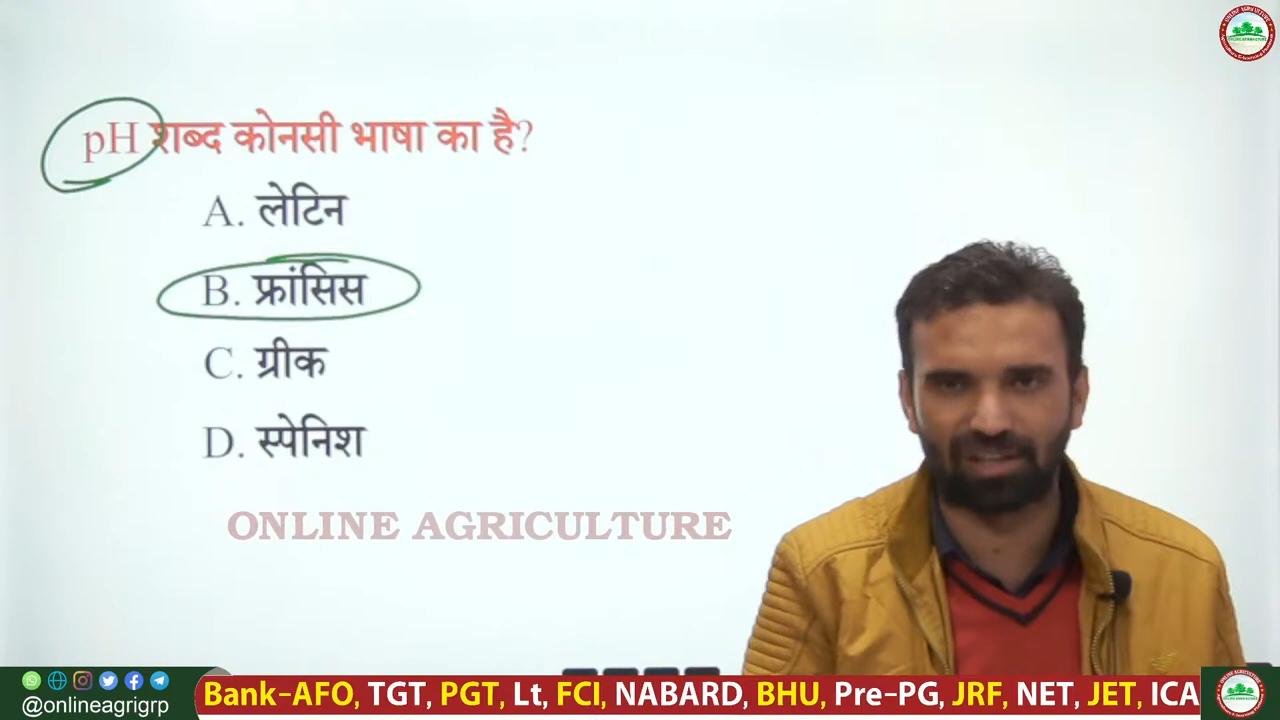 pH शब्द कोनसी भाषा का है?
A. लेटिन
B. फ्रांसिस
C. ग्रीक
D. स्पेनिश
ONLINE AGRICULTURE
@onlineagrigrp
Bank-AFO, TGT, PGT, Lt, FCI, NABARD, BHU, Pre-PG, JRF, NET, JET, ICA